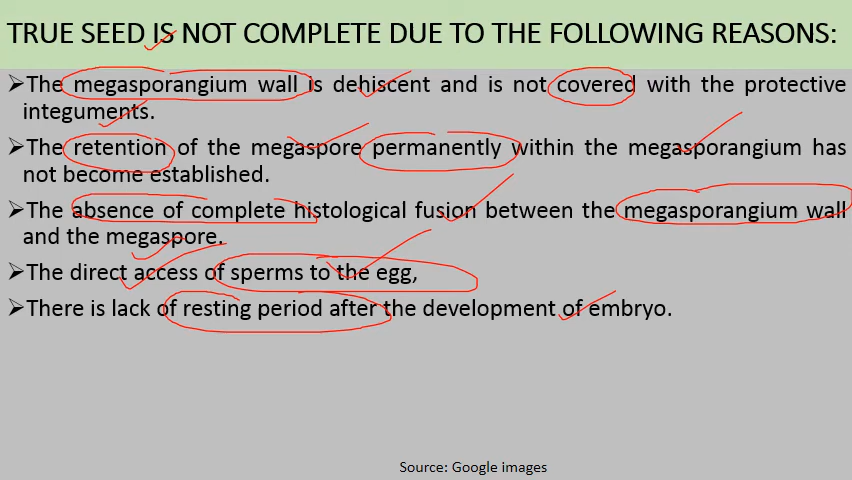 TRUE SEED IS NOT COMPLETE DUE TO THE FOLLOWING REASONS:
➢The megasporangium wall is dehiscent and is not covered with the protective
integuments.
➢The retention of the megaspore permanently within the megasporangium has
not become established.
➢The absence of complete histological fusion between the megasporangium wall
and the megaspore.
➢The direct access of sperms to the egg,
➢There is lack of resting period after the development of embryo.
Source: Google images